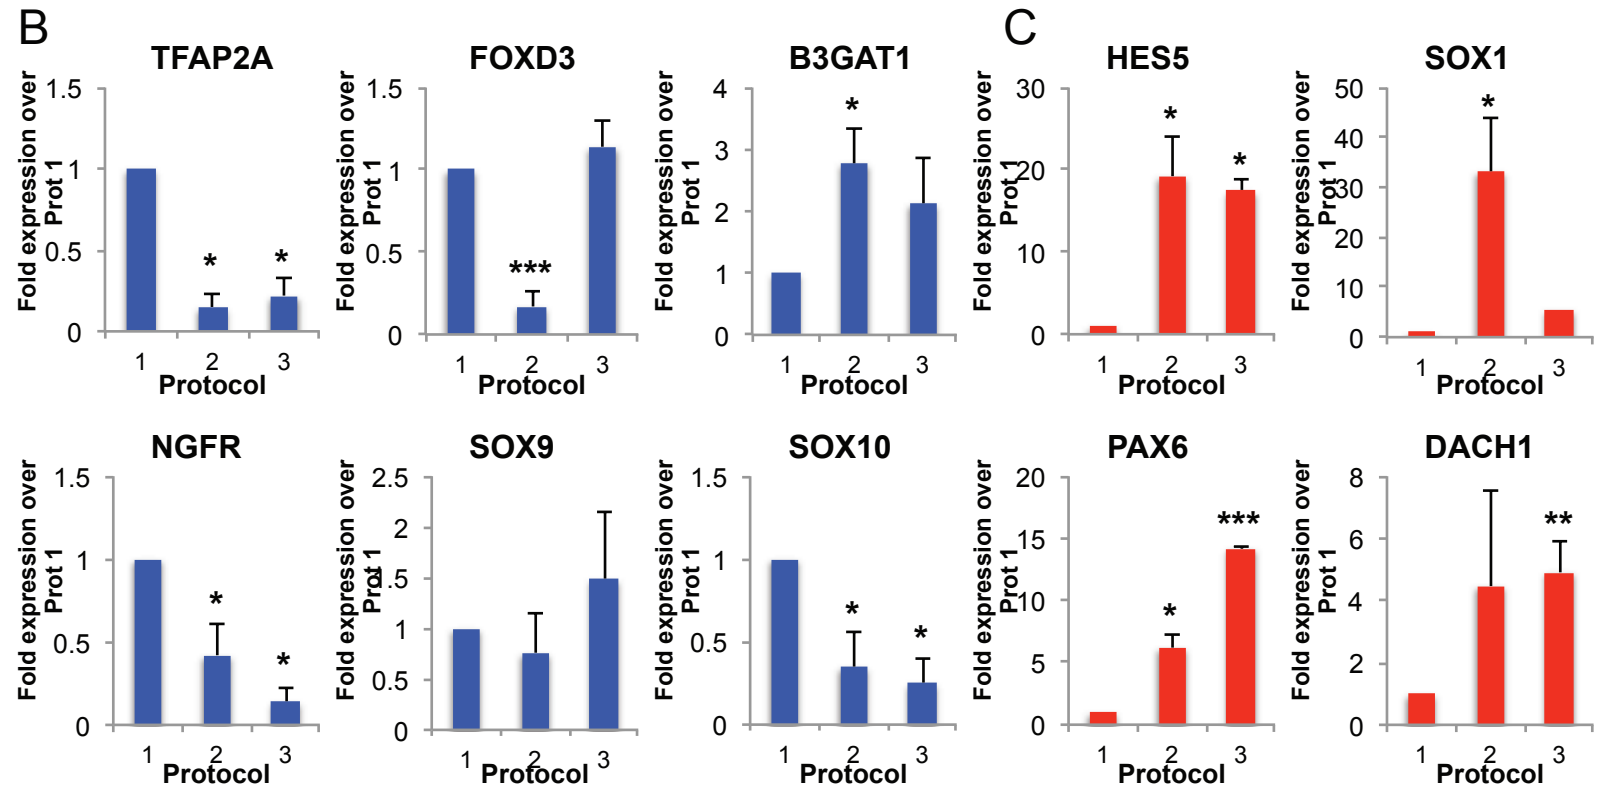 B
C
TFAP2A
Fold expression over
Prot 1
1.5
1
0.5
0
*
*
1
2
3
Protocol
FOXD3
Fold expression over
Prot 1
1.5
1
0.5
0
***
1
2
3
Protocol
B3GAT1
Fold expression over
Prot 1
4
3
2
1
0
*
1
2
3
Protocol
HES5
Fold expression over
Prot 1
30
20
10
0
*
*
1
2
3
Protocol
SOX1
Fold expression over
Prot 1
50
40
30
20
10
0
*
1
2
3
Protocol
NGFR
Fold expression over
Prot 1
1.5
1
0.5
0
*
*
1
2
3
Protocol
SOX9
Fold expression over
Prot 1
2.5
2
1.5
1
0.5
0
1
2
3
Protocol
SOX10
Fold expression over
Prot 1
1.5
1
0.5
0
*
*
1
2
3
Protocol
PAX6
Fold expression over
Prot 1
20
15
10
5
0
*
***
1
2
3
Protocol
DACH1
Fold expression over
Prot 1
8
6
4
2
0
**
1
2
3
Protocol